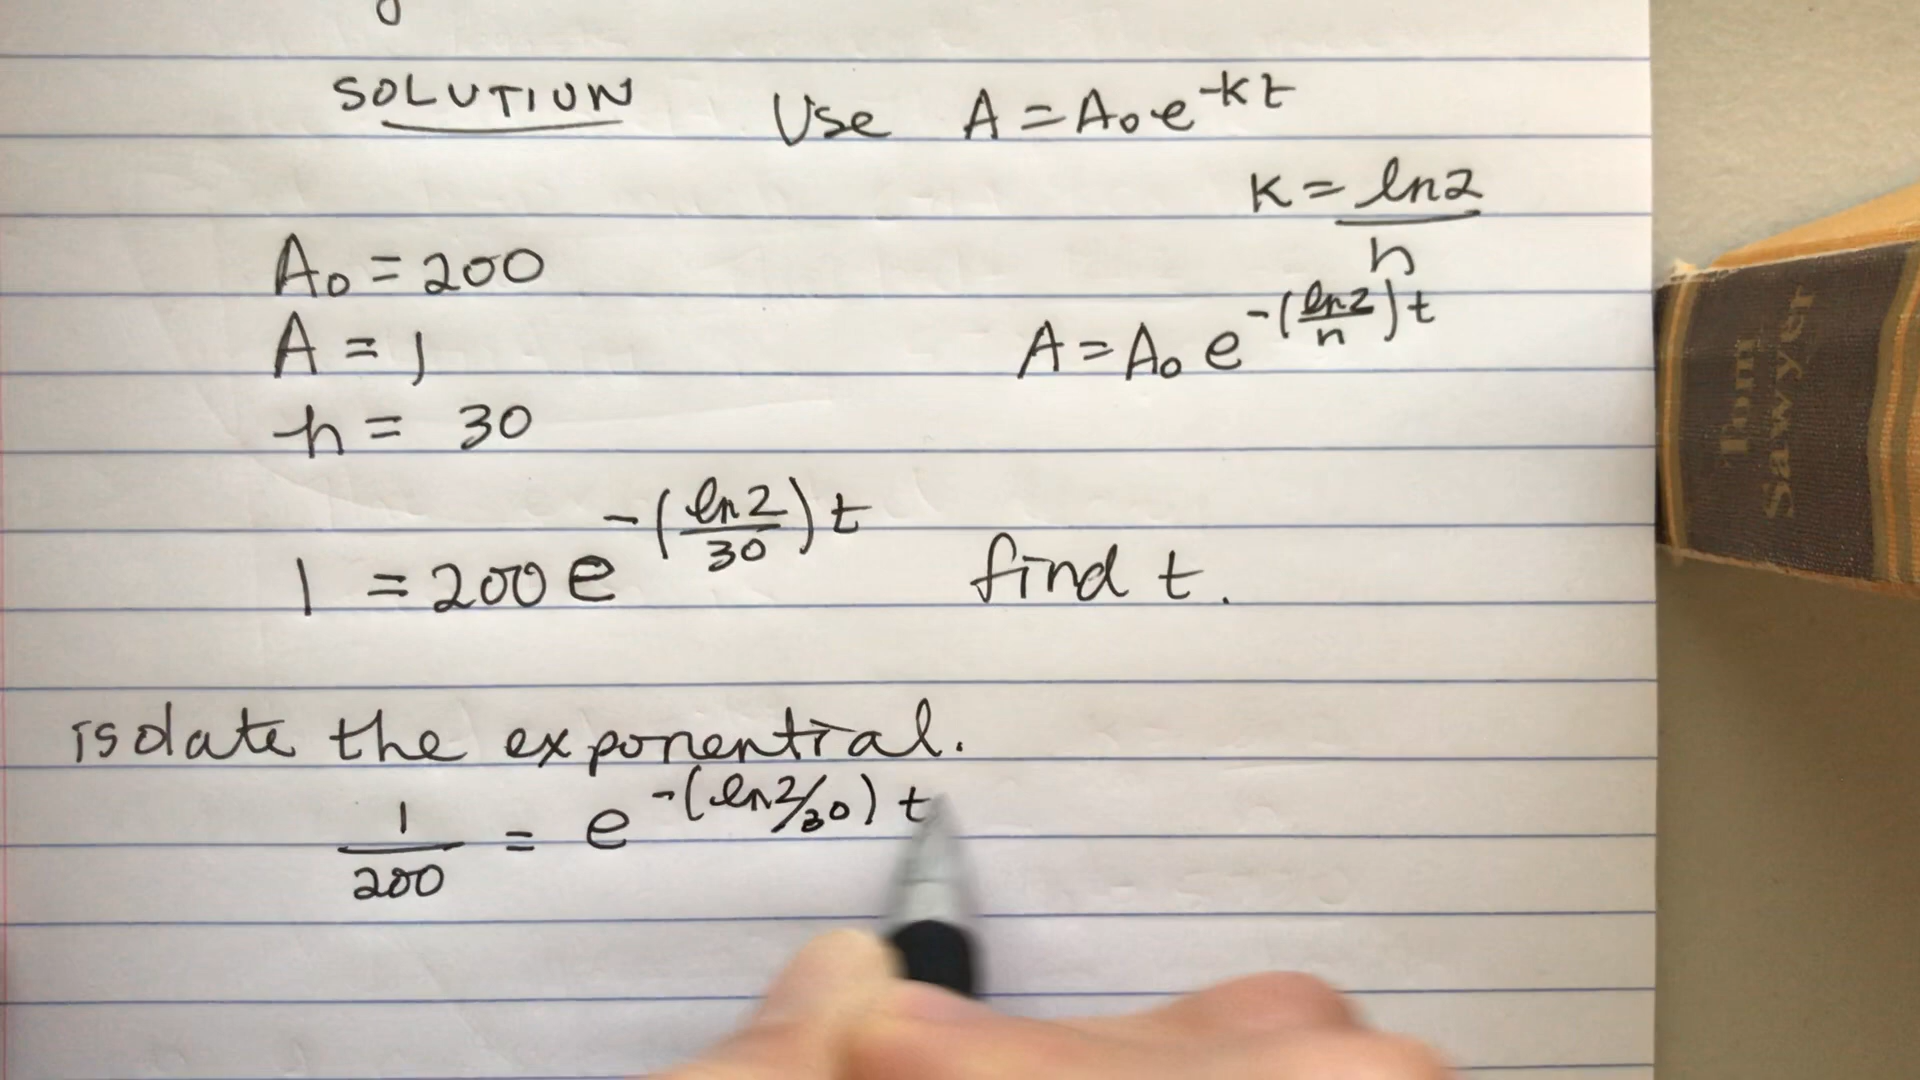 SOLUTION Use A = A₀e^-kt
k = ln2/h
A₀ = 200
A = 1
h = 30
A = A₀e^-(ln2/h)t
1 = 200e^-(ln2/30)t find t.
isolate the exponential.
1/200 = e^-(ln2/30)t
Tom
Sawyer